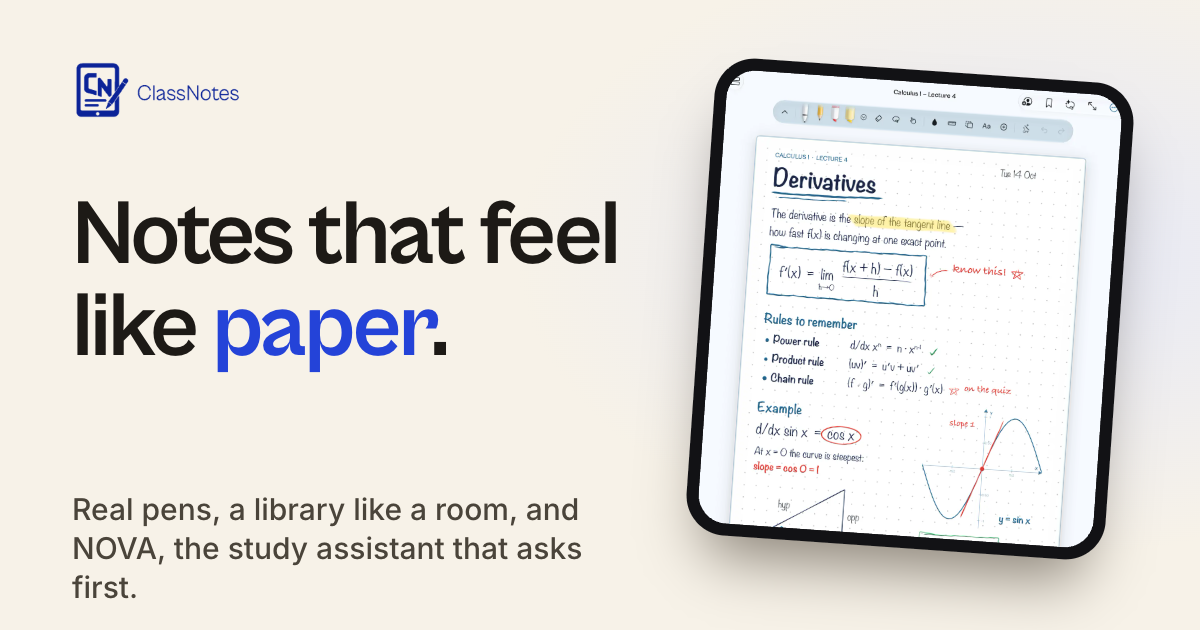 CN
ClassNotes
Notes that feel
like paper.
Real pens, a library like a room, and
NOVA, the study assistant that asks
first.
Calculus I – Lecture 4
Aa
CALCULUS I · LECTURE 4
Tue 14 Oct
Derivatives
The derivative is the slope of the tangent line —
how fast f(x) is changing at one exact point.
f'(x) = lim h→0 f(x + h) − f(x) / h
know this!
Rules to remember
• Power rule d/dx xⁿ = n · xⁿ⁻¹ ✓
• Product rule (uv)' = u'v + uv' ✓
• Chain rule (f · g)' = f'(g(x)) · g'(x) on the quiz
Example
d/dx sin x = cos x
At x = 0 the curve is steepest:
slope = cos 0 = 1
slope 1
y = sin x
hyp
opp